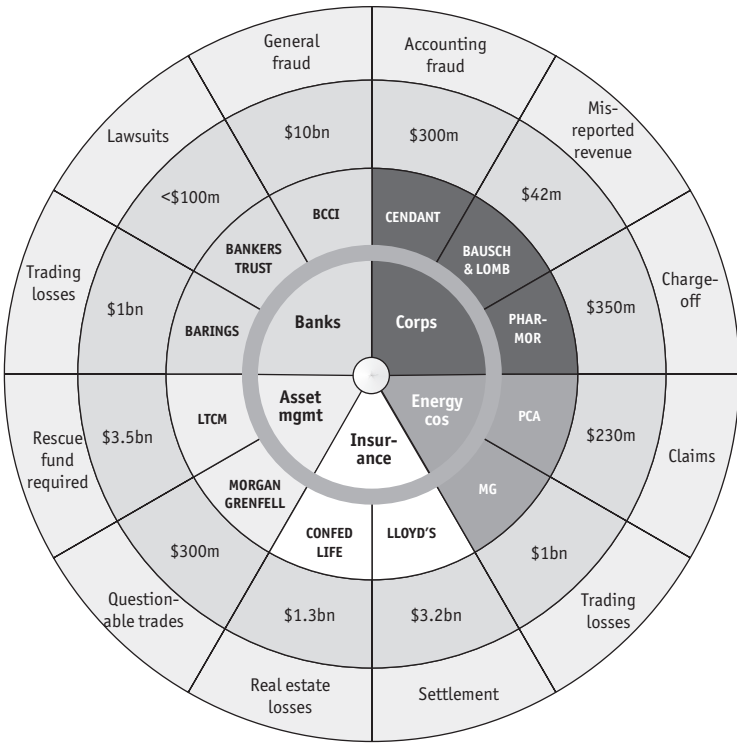 General
fraud
Accounting
fraud
Mis-
reported
revenue
Charge-
off
Claims
Trading
losses
Settlement
Real estate
losses
Question-
able trades
Rescue
fund
required
Trading
losses
Lawsuits
$10bn
$300m
$42m
$350m
$230m
$1bn
$3.2bn
$1.3bn
$300m
$3.5bn
$1bn
<$100m
BCCI
CENDANT
BAUSCH
& LOMB
PHAR-
MOR
PCA
MG
LLOYD'S
CONFED
LIFE
MORGAN
GRENFELL
LTCM
BARINGS
BANKERS
TRUST
Banks
Corps
Energy
cos
Insur-
ance
Asset
mgmt